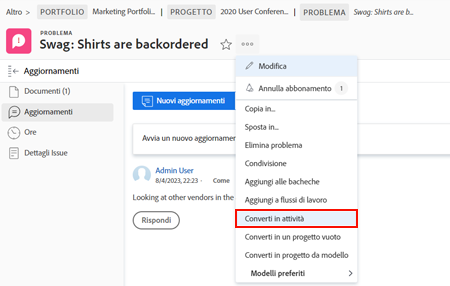 Altro > PORTFOLIO Marketing Portfoli... | PROGETTO 2020 User Conferen... | PROBLEMA Swag: Shirts are b...
Swag: Shirts are backordered
Aggiornamenti
Documenti (1)
Aggiornamenti
Ore
Dettagli Issue
Nuovi aggiornamenti
Avvia un nuovo aggiornamen
Admin User
8/4/2023, 22:23 · Come
Looking at other vendors in the
Rispondi
Modifica
Annulla abbonamento 1
Copia in...
Sposta in...
Elimina problema
Condivisione
Aggiungi alle bacheche
Aggiungi a flussi di lavoro
Converti in attività
Converti in un progetto vuoto
Converti in progetto da modello
Modelli preferiti >